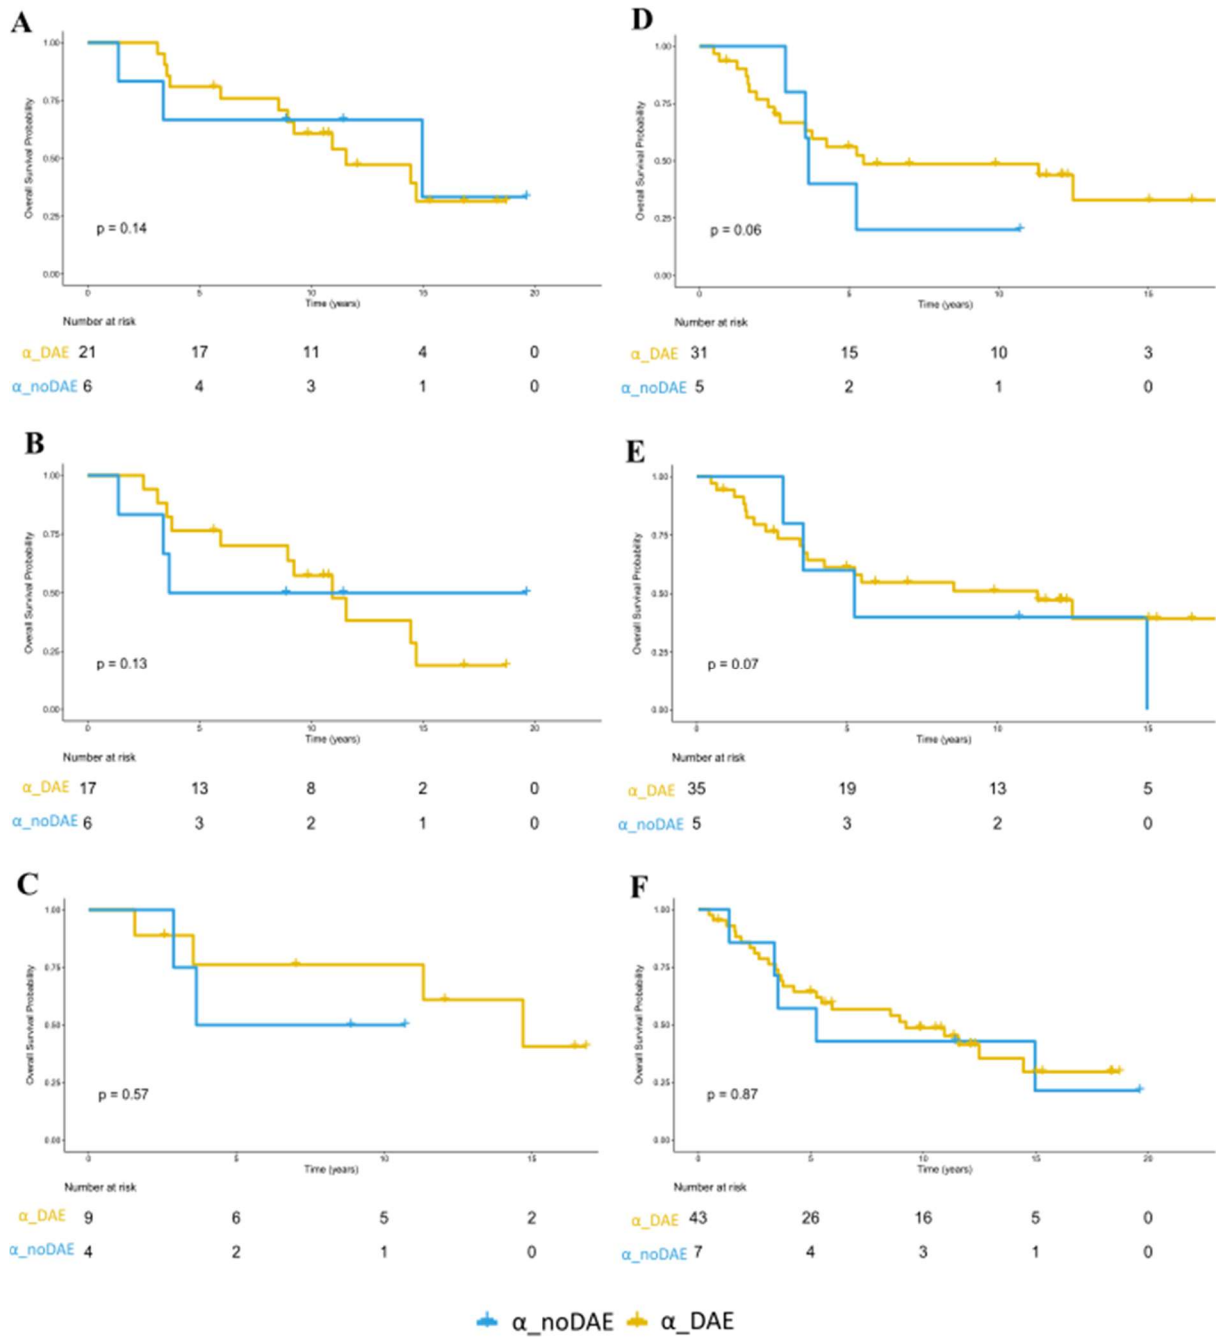 A
Overall Survival Probability
1.00
0.75
0.50
0.25
0.00
p = 0.14
0 5 10 15 20
Time (years)
Number at risk
α_DAE 21 17 11 4 0
α_noDAE 6 4 3 1 0
B
Overall Survival Probability
1.00
0.75
0.50
0.25
0.00
p = 0.13
0 5 10 15 20
Time (years)
Number at risk
α_DAE 17 13 8 2 0
α_noDAE 6 3 2 1 0
C
Overall Survival Probability
1.00
0.75
0.50
0.25
0.00
p = 0.57
0 5 10 15
Time (years)
Number at risk
α_DAE 9 6 5 2
α_noDAE 4 2 1 0
D
Overall Survival Probability
1.00
0.75
0.50
0.25
0.00
p = 0.06
0 5 10 15
Time (years)
Number at risk
α_DAE 31 15 10 3
α_noDAE 5 2 1 0
E
Overall Survival Probability
1.00
0.75
0.50
0.25
0.00
p = 0.07
0 5 10 15
Time (years)
Number at risk
α_DAE 35 19 13 5
α_noDAE 5 3 2 0
F
Overall Survival Probability
1.00
0.75
0.50
0.25
0.00
p = 0.87
0 5 10 15 20
Time (years)
Number at risk
α_DAE 43 26 16 5 0
α_noDAE 7 4 3 1 0
α_noDAE α_DAE